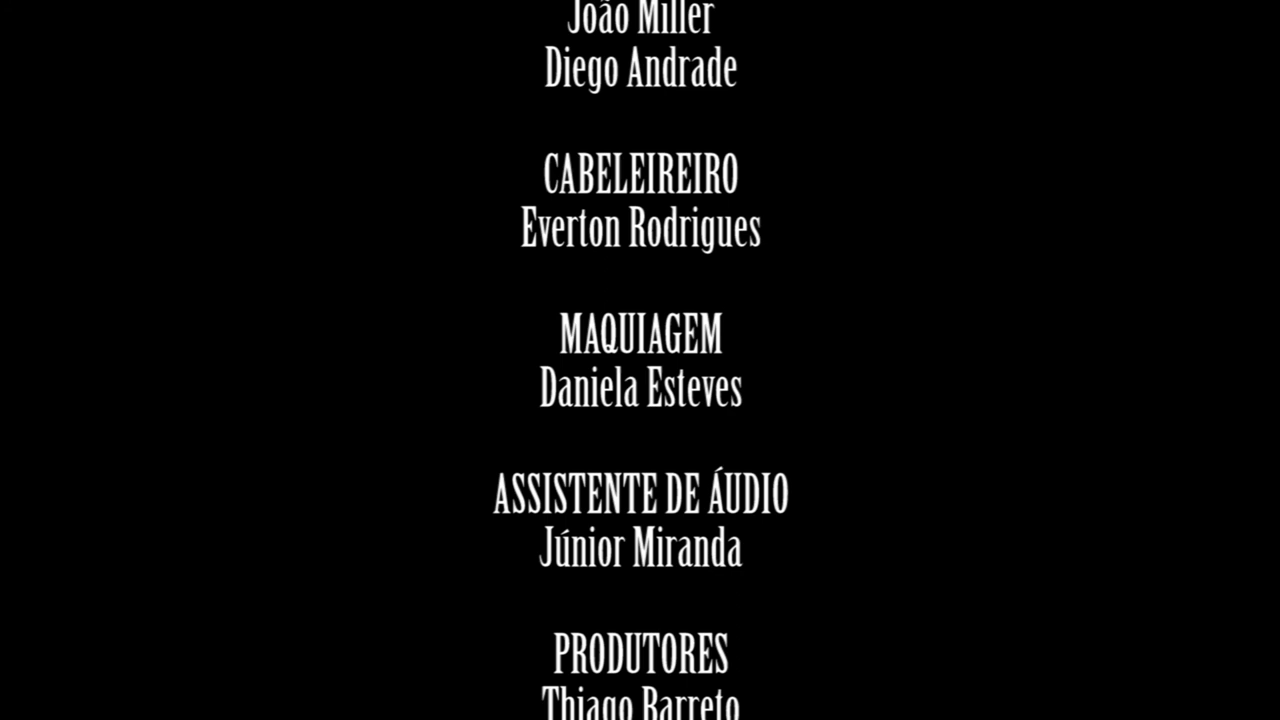 João Miller
Diego Andrade
CABELEIREIRO
Everton Rodrigues
MAQUIAGEM
Daniela Esteves
ASSISTENTE DE ÁUDIO
Júnior Miranda
PRODUTORES
Thiago Barreto